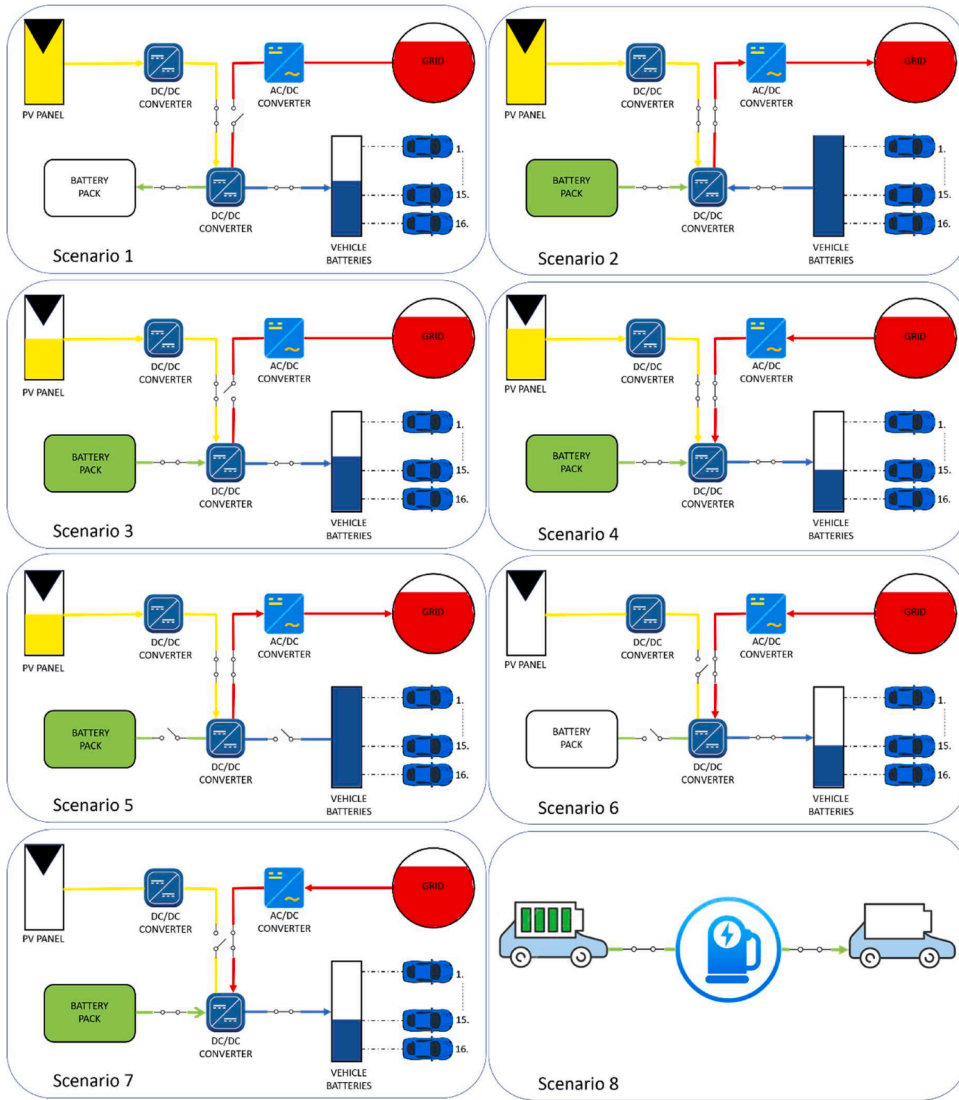 DC/DC
CONVERTER
AC/DC
CONVERTER
GRID
PV PANEL
BATTERY
PACK
DC/DC
CONVERTER
1.
15.
16.
VEHICLE
BATTERIES
Scenario 1
DC/DC
CONVERTER
AC/DC
CONVERTER
GRID
PV PANEL
BATTERY
PACK
DC/DC
CONVERTER
1.
15.
16.
VEHICLE
BATTERIES
Scenario 2
DC/DC
CONVERTER
AC/DC
CONVERTER
GRID
PV PANEL
BATTERY
PACK
DC/DC
CONVERTER
1.
15.
16.
VEHICLE
BATTERIES
Scenario 3
DC/DC
CONVERTER
AC/DC
CONVERTER
GRID
PV PANEL
BATTERY
PACK
DC/DC
CONVERTER
1.
15.
16.
VEHICLE
BATTERIES
Scenario 4
DC/DC
CONVERTER
AC/DC
CONVERTER
GRID
PV PANEL
BATTERY
PACK
DC/DC
CONVERTER
1.
15.
16.
VEHICLE
BATTERIES
Scenario 5
DC/DC
CONVERTER
AC/DC
CONVERTER
GRID
PV PANEL
BATTERY
PACK
DC/DC
CONVERTER
1.
15.
16.
VEHICLE
BATTERIES
Scenario 6
DC/DC
CONVERTER
AC/DC
CONVERTER
GRID
PV PANEL
BATTERY
PACK
DC/DC
CONVERTER
1.
15.
16.
VEHICLE
BATTERIES
Scenario 7
Scenario 8